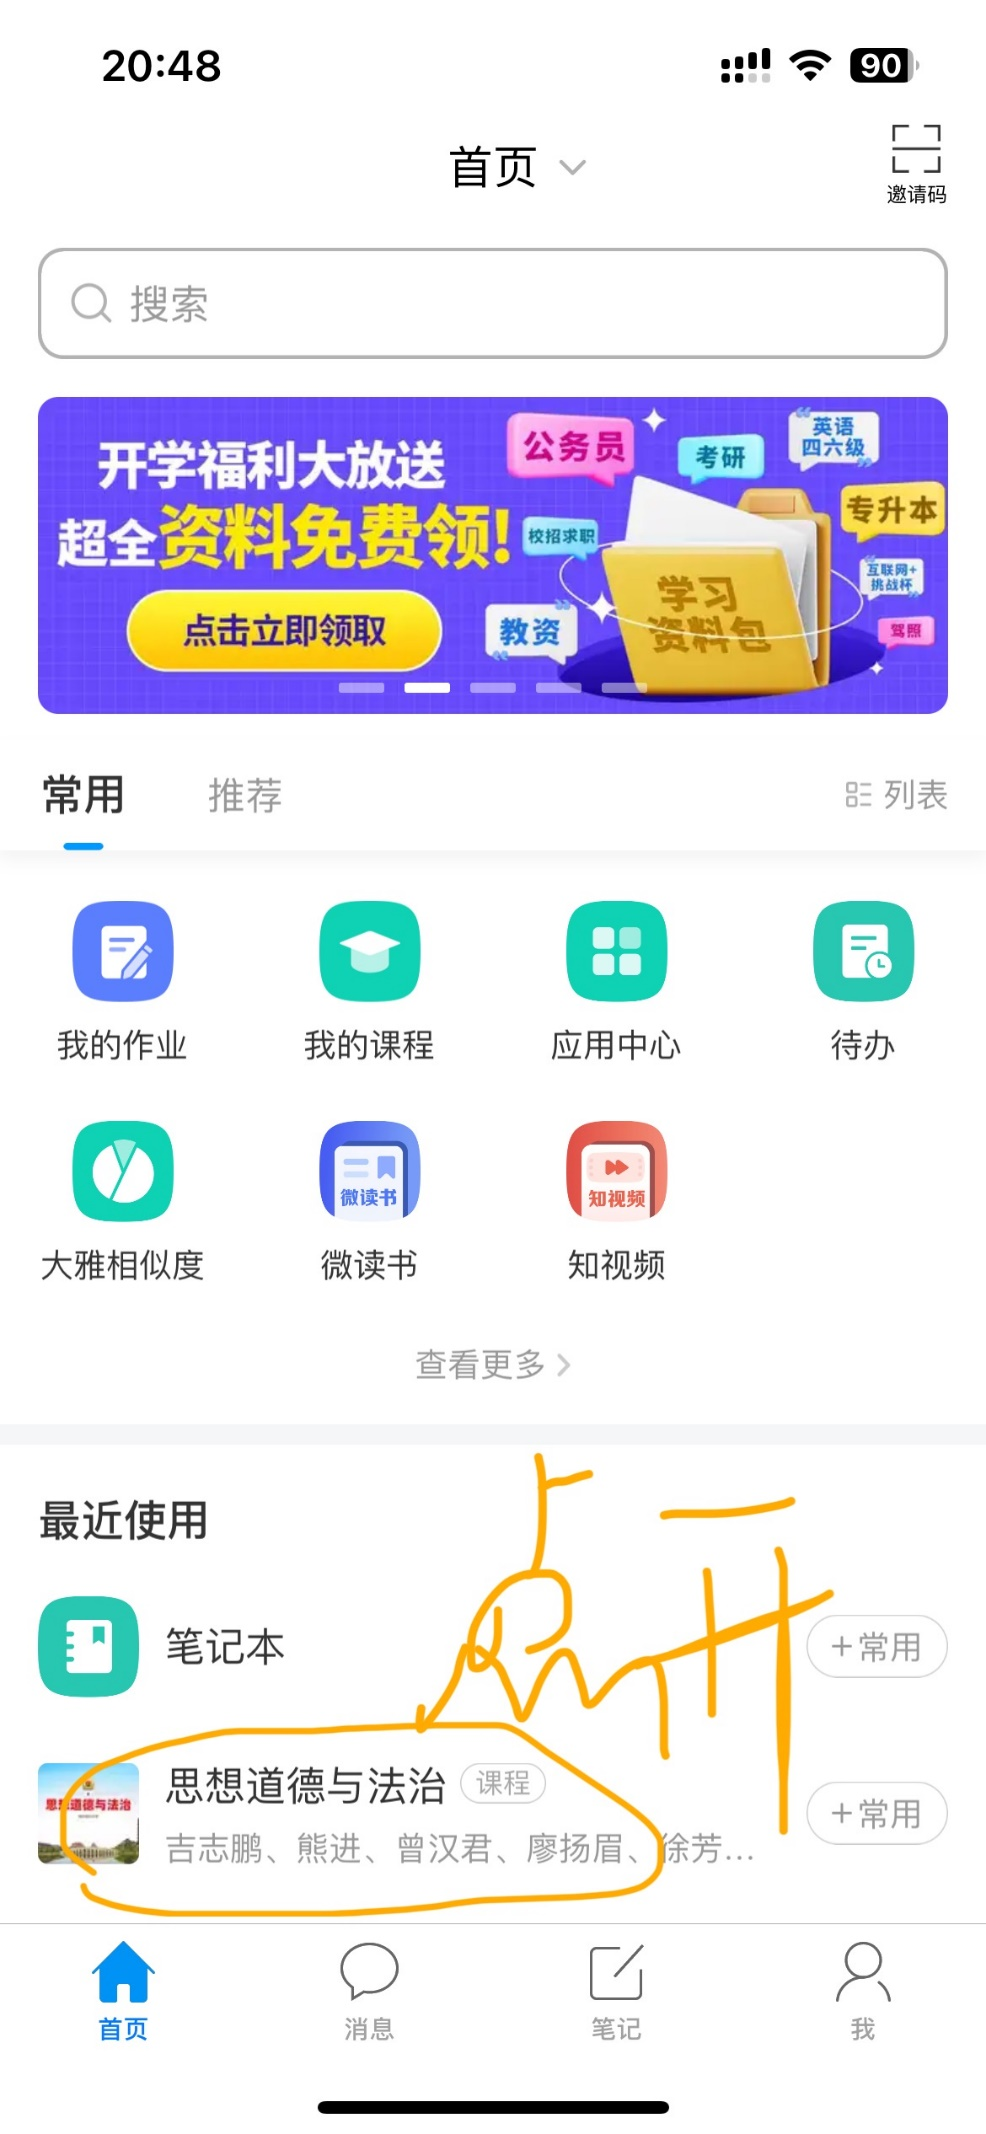 20:48
90
首页
邀请码
搜索
开学福利大放送
超全资料免费领!
点击立即领取
公务员
考研
英语
四六级
专升本
校招求职
互联网+
挑战杯
教资
驾照
学习
资料包
常用
推荐
列表
我的作业
我的课程
应用中心
待办
微读书
知视频
大雅相似度
微读书
知视频
查看更多
最近使用
点开
笔记本
+常用
思想道德与法治
思想道德与法治 课程
吉志鹏、熊进、曾汉君、廖扬眉、徐芳...
+常用
首页
消息
笔记
我